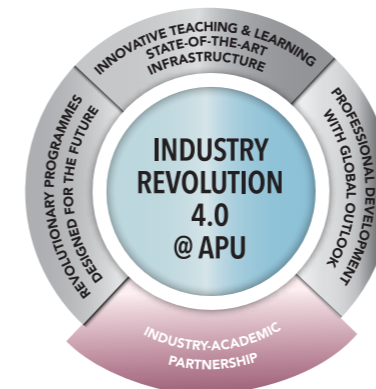 INNOVATIVE TEACHING & LEARNING
STATE-OF-THE-ART
INFRASTRUCTURE
REVOLUTIONARY PROGRAMMES
DESIGNED FOR THE FUTURE
INDUSTRY
REVOLUTION
4.0
@ APU
PROFESSIONAL DEVELOPMENT
WITH GLOBAL OUTLOOK
INDUSTRY-ACADEMIC
PARTNERSHIP